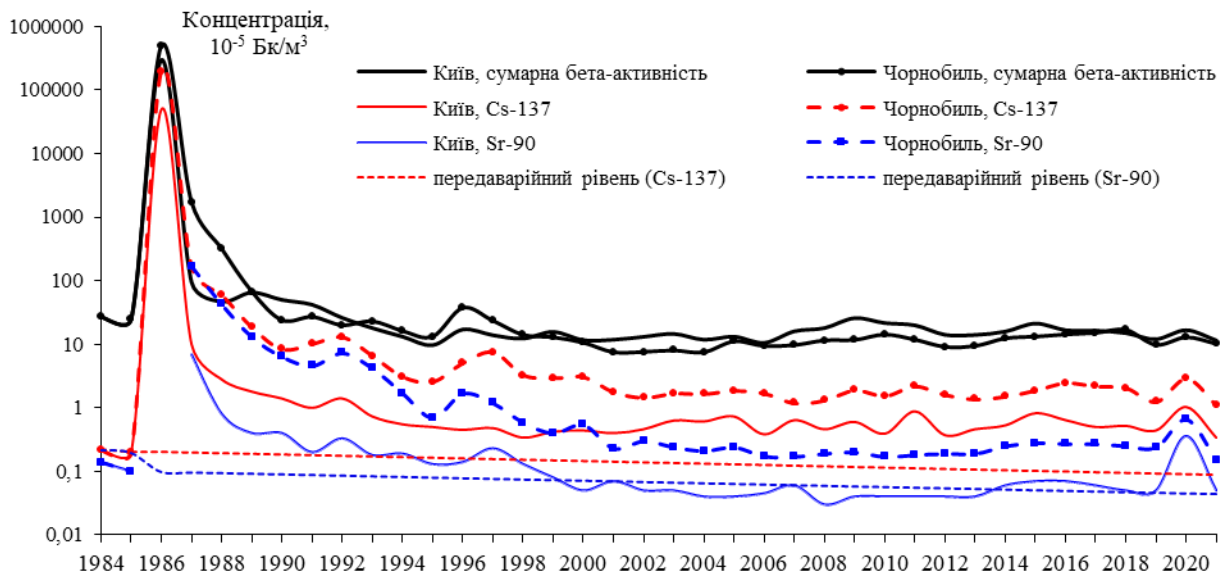 Концентрація,
10⁻⁵ Бк/м³
1000000
100000
10000
1000
100
10
1
0,1
0,01
Київ, сумарна бета-активність
Чорнобиль, сумарна бета-активність
Київ, Cs-137
Чорнобиль, Cs-137
Київ, Sr-90
Чорнобиль, Sr-90
передаварійний рівень (Cs-137)
передаварійний рівень (Sr-90)
1984 1986 1988 1990 1992 1994 1996 1998 2000 2002 2004 2006 2008 2010 2012 2014 2016 2018 2020